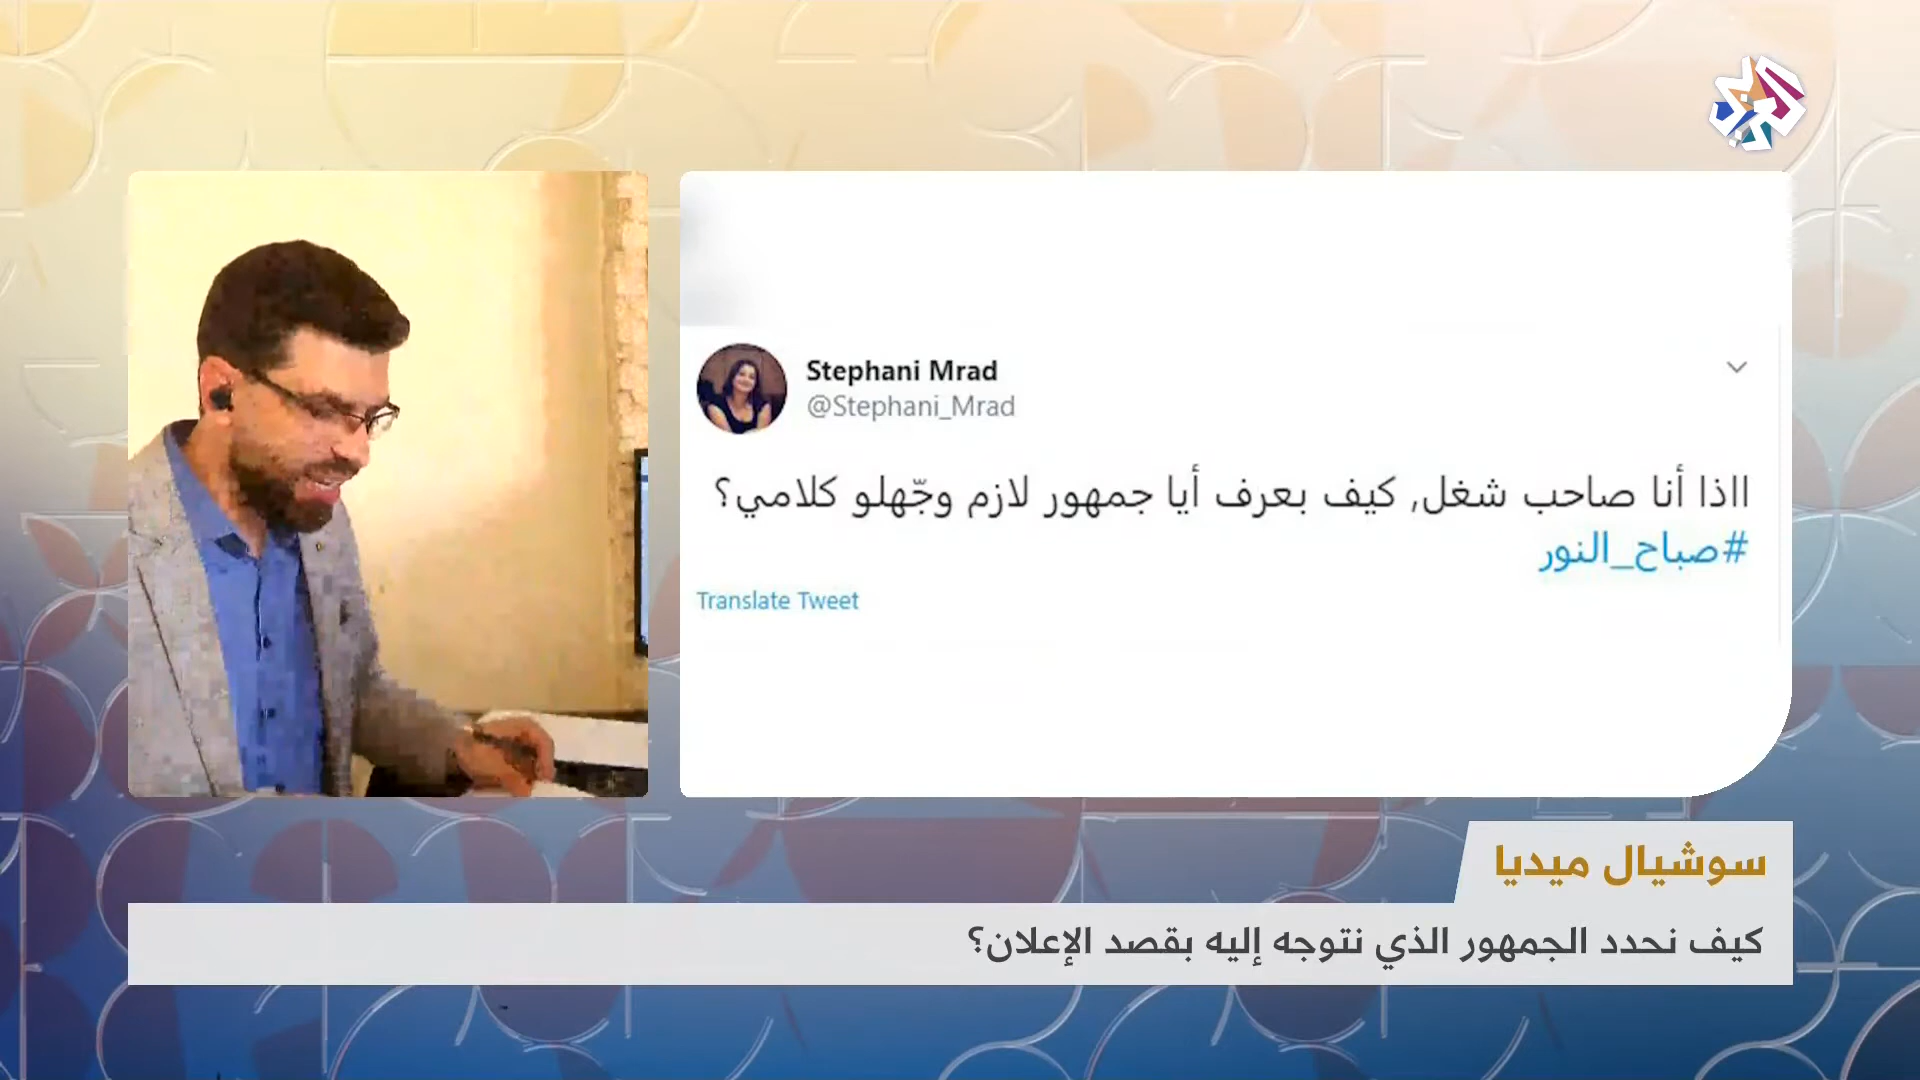 Stephani Mrad
@Stephani_Mrad
ااذا أنا صاحب شغل, كيف بعرف أيا جمهور لازم وجّهلو كلامي؟
#صباح_النور
Translate Tweet
سوشيال ميديا
كيف نحدد الجمهور الذي نتوجه إليه بقصد الإعلان؟